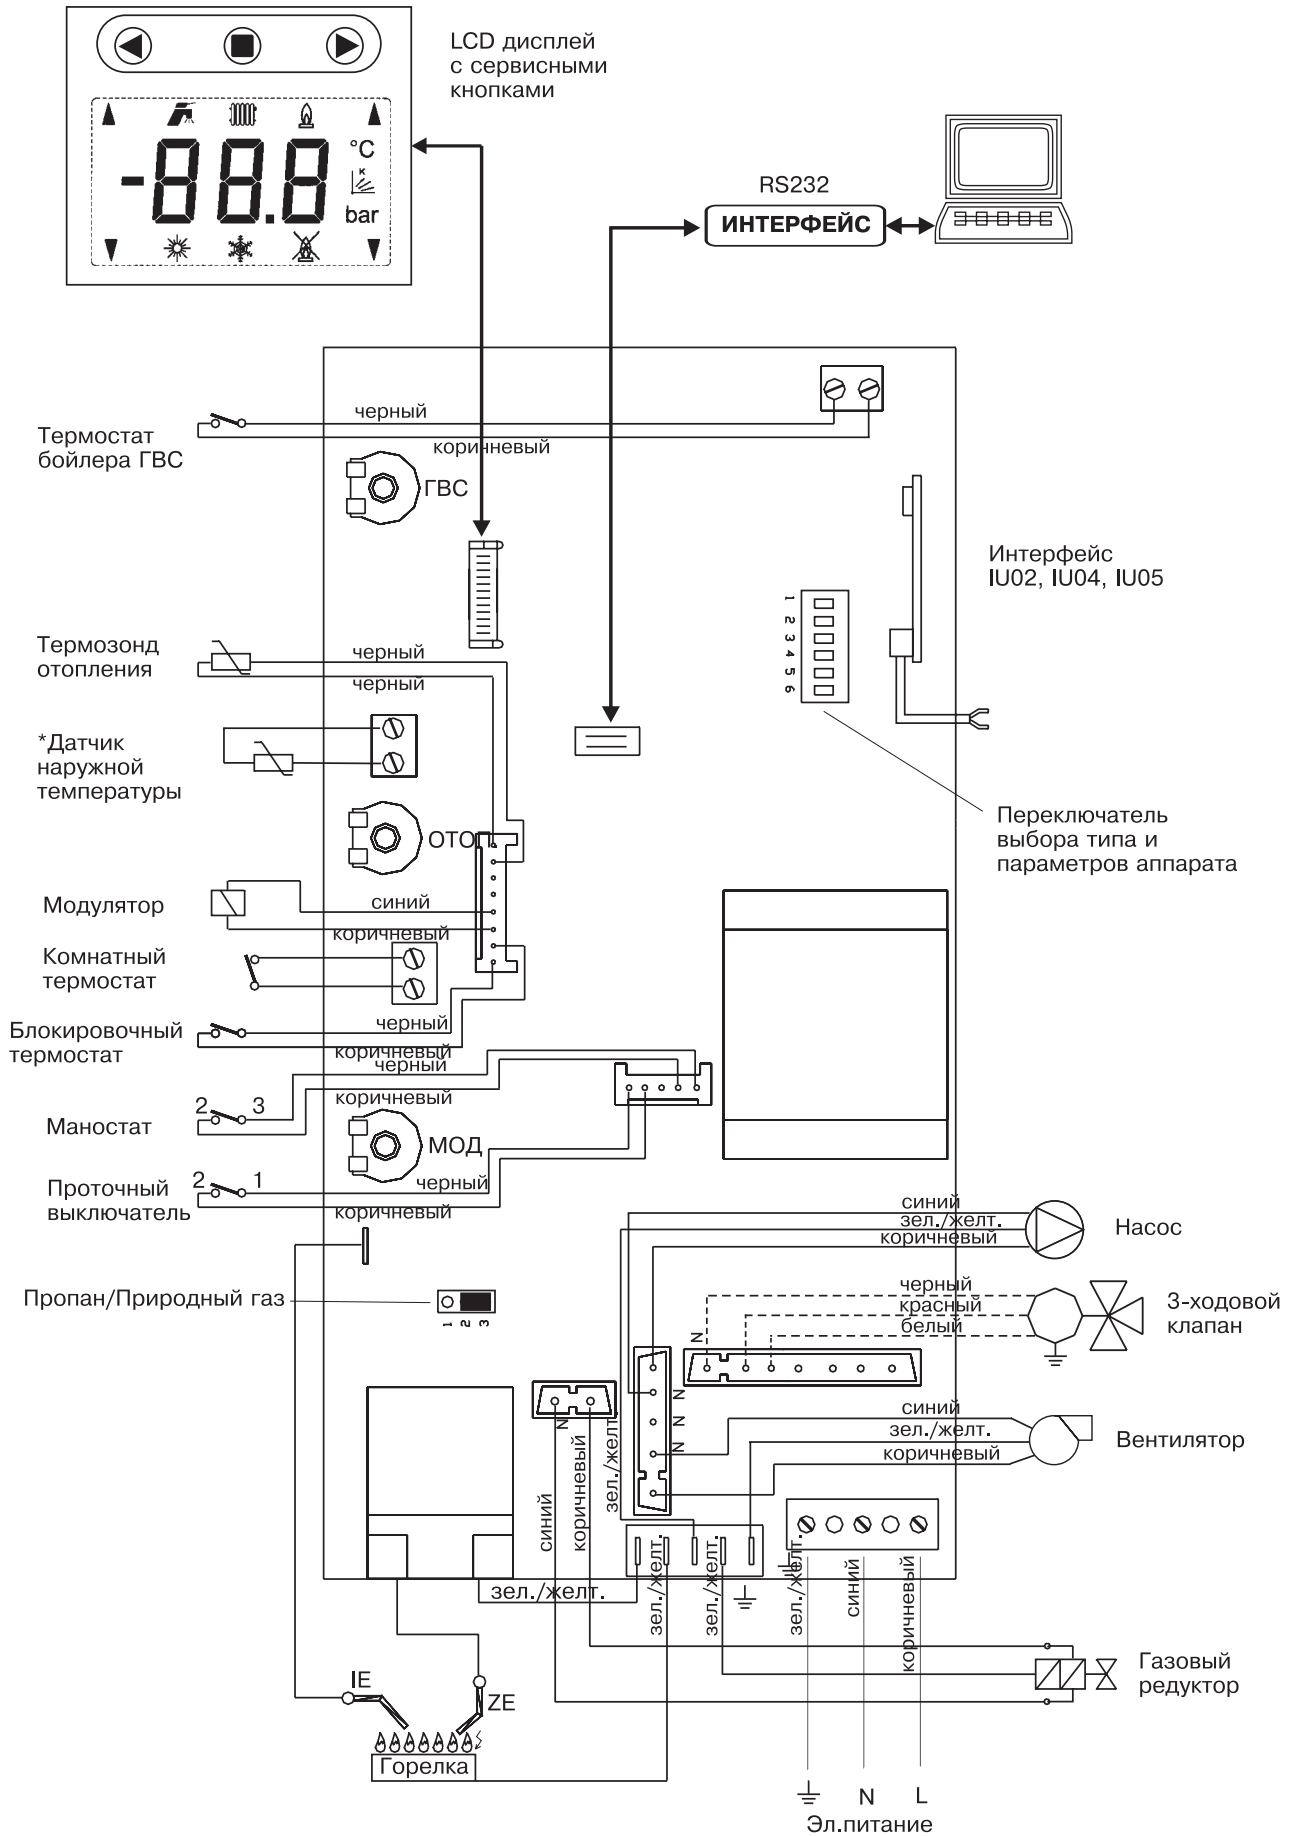 LCD дисплей
с сервисными
кнопками
-88.8
°C
K
bar
RS232
ИНТЕРФЕЙС
черный
Термостат
бойлера ГВС
коричневый
ГВС
Интерфейс
IU02, IU04, IU05
1
2
3
4
5
6
Термозонд
отопления
черный
черный
*Датчик
наружной
температуры
Переключатель
выбора типа и
параметров аппарата
ОТОП
Модулятор
синий
коричневый
Комнатный
термостат
Блокировочный
термостат
черный
коричневый
черный
коричневый
Маностат
2
3
МОД
Проточный
выключатель
2
1
черный
коричневый
синий
зел./желт.
коричневый
Насос
Пропан/Природный газ
1
2
3
черный
красный
белый
3-ходовой
клапан
N
N
N
N
N
синий
зел./желт.
коричневый
Вентилятор
синий
коричневый
зел./желт.
зел./желт.
зел./желт.
зел./желт.
зел./желт.
синий
коричневый
Газовый
редуктор
IE
ZE
Горелка
N
L
Эл.питание